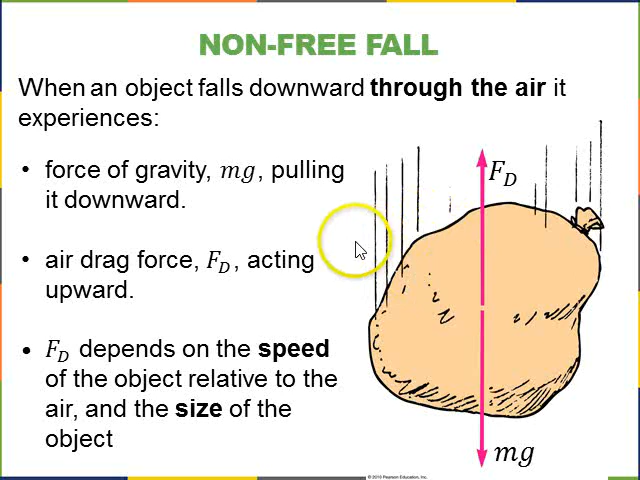 NON-FREE FALL
When an object falls downward through the air it
experiences:
• force of gravity, mg, pulling
it downward.
• air drag force, F_D, acting
upward.
• F_D depends on the speed
of the object relative to the
air, and the size of the
object
F_D
mg
© 2010 Pearson Education, Inc.